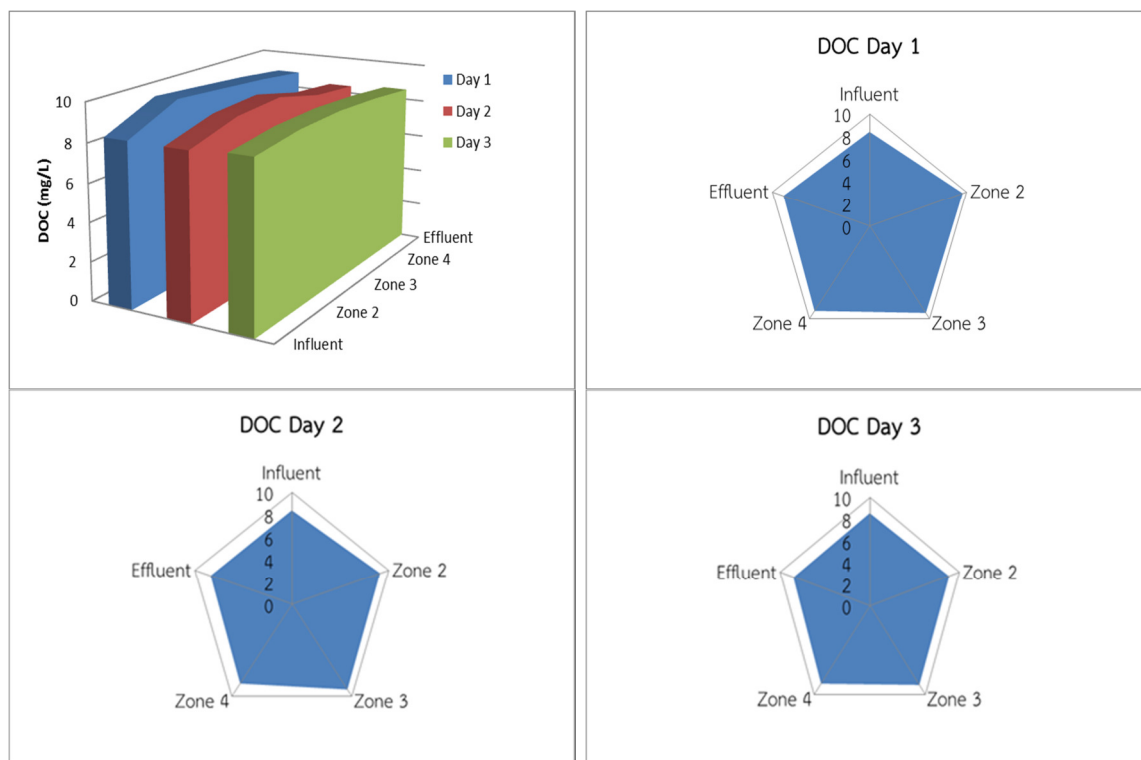 10
8
6
4
2
0
DOC (mg/L)
Day 1
Day 2
Day 3
Effluent
Zone 4
Zone 3
Zone 2
Influent
DOC Day 1
Influent
10
8
6
4
2
0
Zone 2
Zone 3
Zone 4
Effluent
DOC Day 2
Influent
10
8
6
4
2
0
Zone 2
Zone 3
Zone 4
Effluent
DOC Day 3
Influent
10
8
6
4
2
0
Zone 2
Zone 3
Zone 4
Effluent